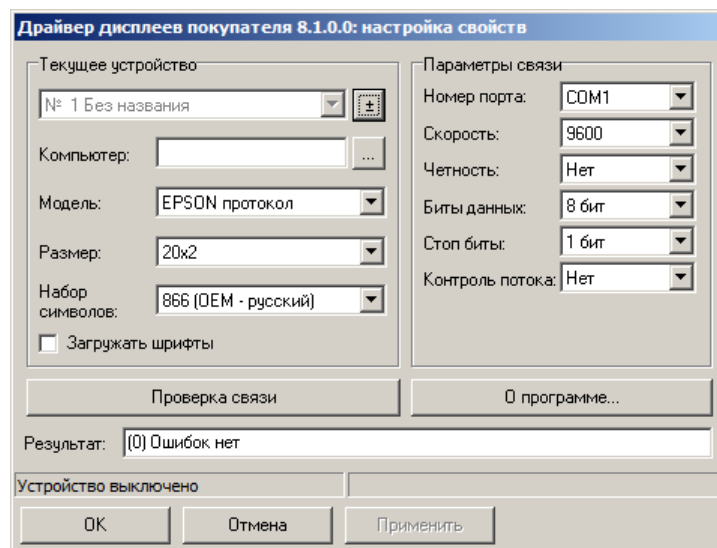 Драйвер дисплеев покупателя 8.1.0.0: настройка свойств
Текущее устройство
№ 1 Без названия
±
Компьютер:
...
Модель:
EPSON протокол
Размер:
20x2
Набор
символов:
866 (OEM - русский)
Загружать шрифты
Параметры связи
Номер порта:
COM1
Скорость:
9600
Четность:
Нет
Биты данных:
8 бит
Стоп биты:
1 бит
Контроль потока:
Нет
Проверка связи
О программе...
Результат:
(0) Ошибок нет
Устройство выключено
OK
Отмена
Применить